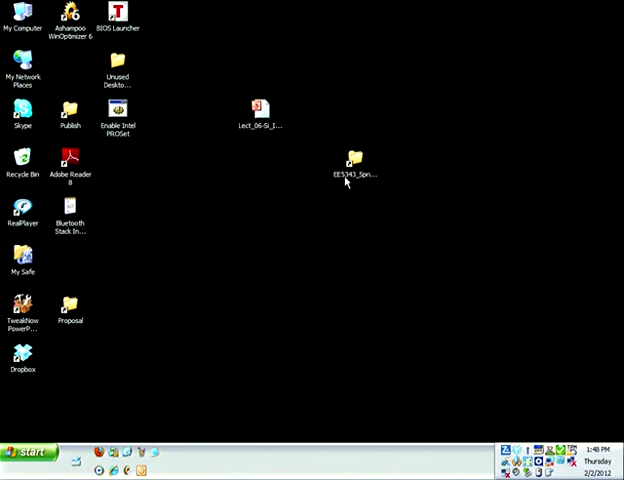 My Computer
Ashampoo
WinOptimizer 6
BIOS Launcher
My Network
Places
Unused
Deskto...
Skype
Publish
Enable Intel
PROSet
Lect_06-Si_I...
Recycle Bin
Adobe Reader
8
EE5343_Spri...
RealPlayer
Bluetooth
Stack In...
My Safe
TweakNow
PowerP...
Proposal
Dropbox
start
1:48 PM
Thursday
2/2/2012